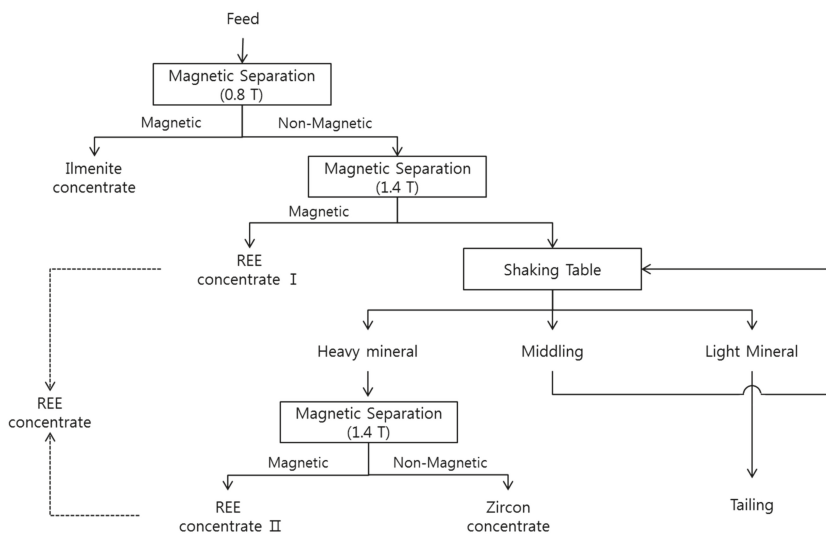 Feed
Magnetic Separation
(0.8 T)
Magnetic
Non-Magnetic
Ilmenite
concentrate
Magnetic Separation
(1.4 T)
Magnetic
REE
concentrate Ⅰ
Shaking Table
Heavy mineral
Middling
Light Mineral
REE
concentrate
Magnetic Separation
(1.4 T)
Magnetic
Non-Magnetic
REE
concentrate Ⅱ
Zircon
concentrate
Tailing